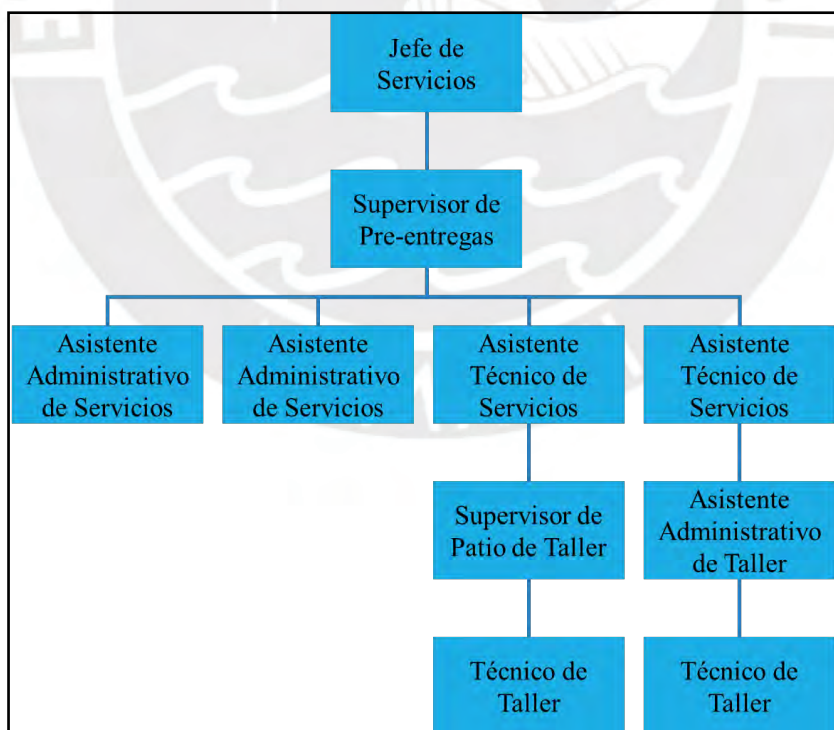 Jefe de
Servicios
Supervisor de
Pre-entregas
Asistente
Administrativo
de Servicios
Asistente
Administrativo
de Servicios
Asistente
Técnico de
Servicios
Asistente
Técnico de
Servicios
Supervisor de
Patio de Taller
Asistente
Administrativo
de Taller
Técnico de
Taller
Técnico de
Taller